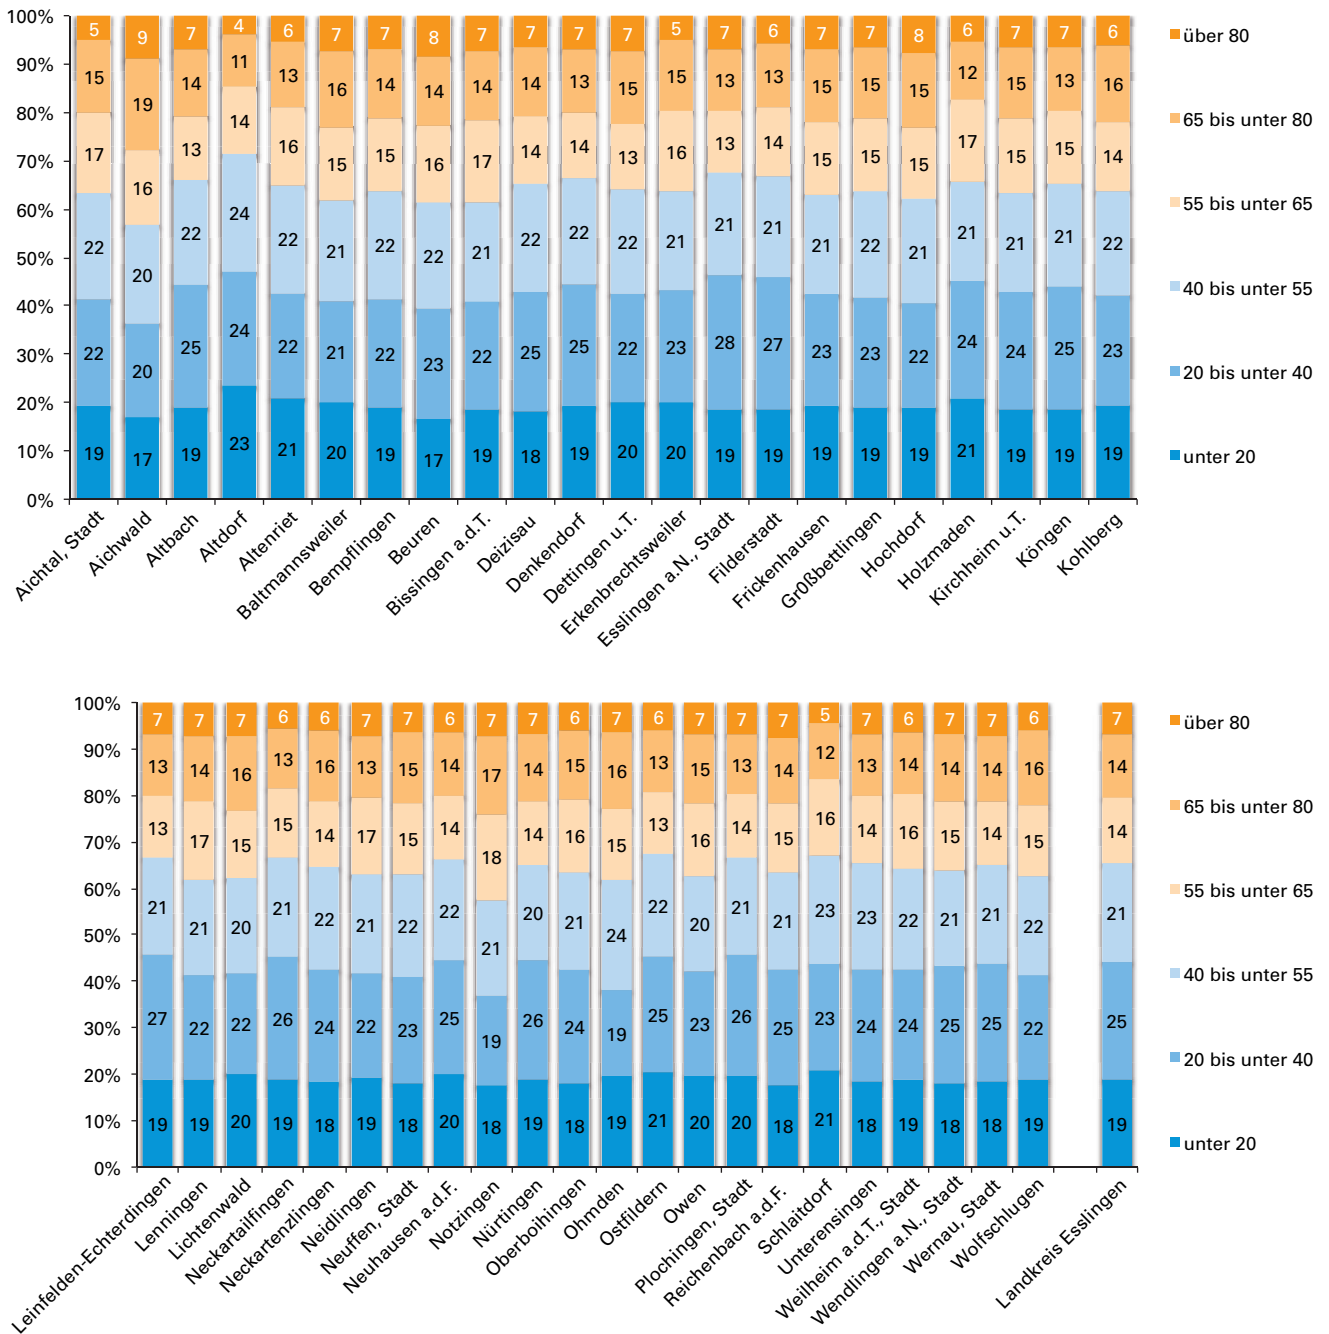 100%
90%
80%
70%
60%
50%
40%
30%
20%
10%
0%
5 9 7 4 6 7 7 8 7 7 7 7 5 7 6 7 7 8 6 7 7 6
15 19 14 11 13 16 14 14 14 14 13 15 15 13 13 15 15 15 12 15 13 16
17 16 13 14 16 15 15 16 17 14 14 13 16 13 14 15 15 15 17 15 15 14
22 20 22 24 22 21 22 22 21 22 22 22 21 21 21 21 22 21 21 21 21 22
22 20 25 24 22 21 22 23 22 25 25 22 23 28 27 23 23 22 24 24 25 23
19 17 19 23 21 20 19 17 19 18 19 20 20 19 19 19 19 19 21 19 19 19
Aichtal, Stadt
Aichwald
Altbach
Altdorf
Altenriet
Baltmannsweiler
Bempflingen
Beuren
Bissingen a.d.T.
Deizisau
Denkendorf
Dettingen u.T.
Erkenbrechtsweiler
Esslingen a.N., Stadt
Filderstadt
Frickenhausen
Gr0ßbettlingen
Hochdorf
Holzmaden
Kirchheim u.T.
Köngen
Kohlberg
über 80
65 bis unter 80
55 bis unter 65
40 bis unter 55
20 bis unter 40
unter 20
100%
90%
80%
70%
60%
50%
40%
30%
20%
10%
0%
7 7 7 6 6 7 7 6 7 7 6 7 6 7 7 7 5 7 6 7 7 6 7
13 14 16 13 16 13 15 14 17 14 15 16 13 15 13 14 12 13 14 14 14 16 14
13 17 15 15 14 17 15 14 18 14 16 15 13 16 14 15 16 14 16 15 14 15 14
21 21 20 21 22 21 22 22 21 20 21 24 22 20 21 21 23 23 22 21 21 22 21
27 22 22 26 24 22 23 25 19 26 24 19 25 23 26 25 23 24 24 25 25 22 25
19 19 20 19 18 19 18 20 18 19 18 19 21 20 20 18 21 18 19 18 18 19 19
Leinfelden-Echterdingen
Lenningen
Lichtenwald
Neckartailfingen
Neckartenzlingen
Neidlingen
Neuffen, Stadt
Neuhausen a.d.F.
Notzingen
Nürtingen
Oberboihingen
Ohmden
Ostfildern
Owen
Plochingen, Stadt
Reichenbach a.d.F.
Schlaitdorf
Unterensingen
Weilheim a.d.T., Stadt
Wendlingen a.N., Stadt
Wernau, Stadt
Wolfschlugen
Landkreis Esslingen
über 80
65 bis unter 80
55 bis unter 65
40 bis unter 55
20 bis unter 40
unter 20